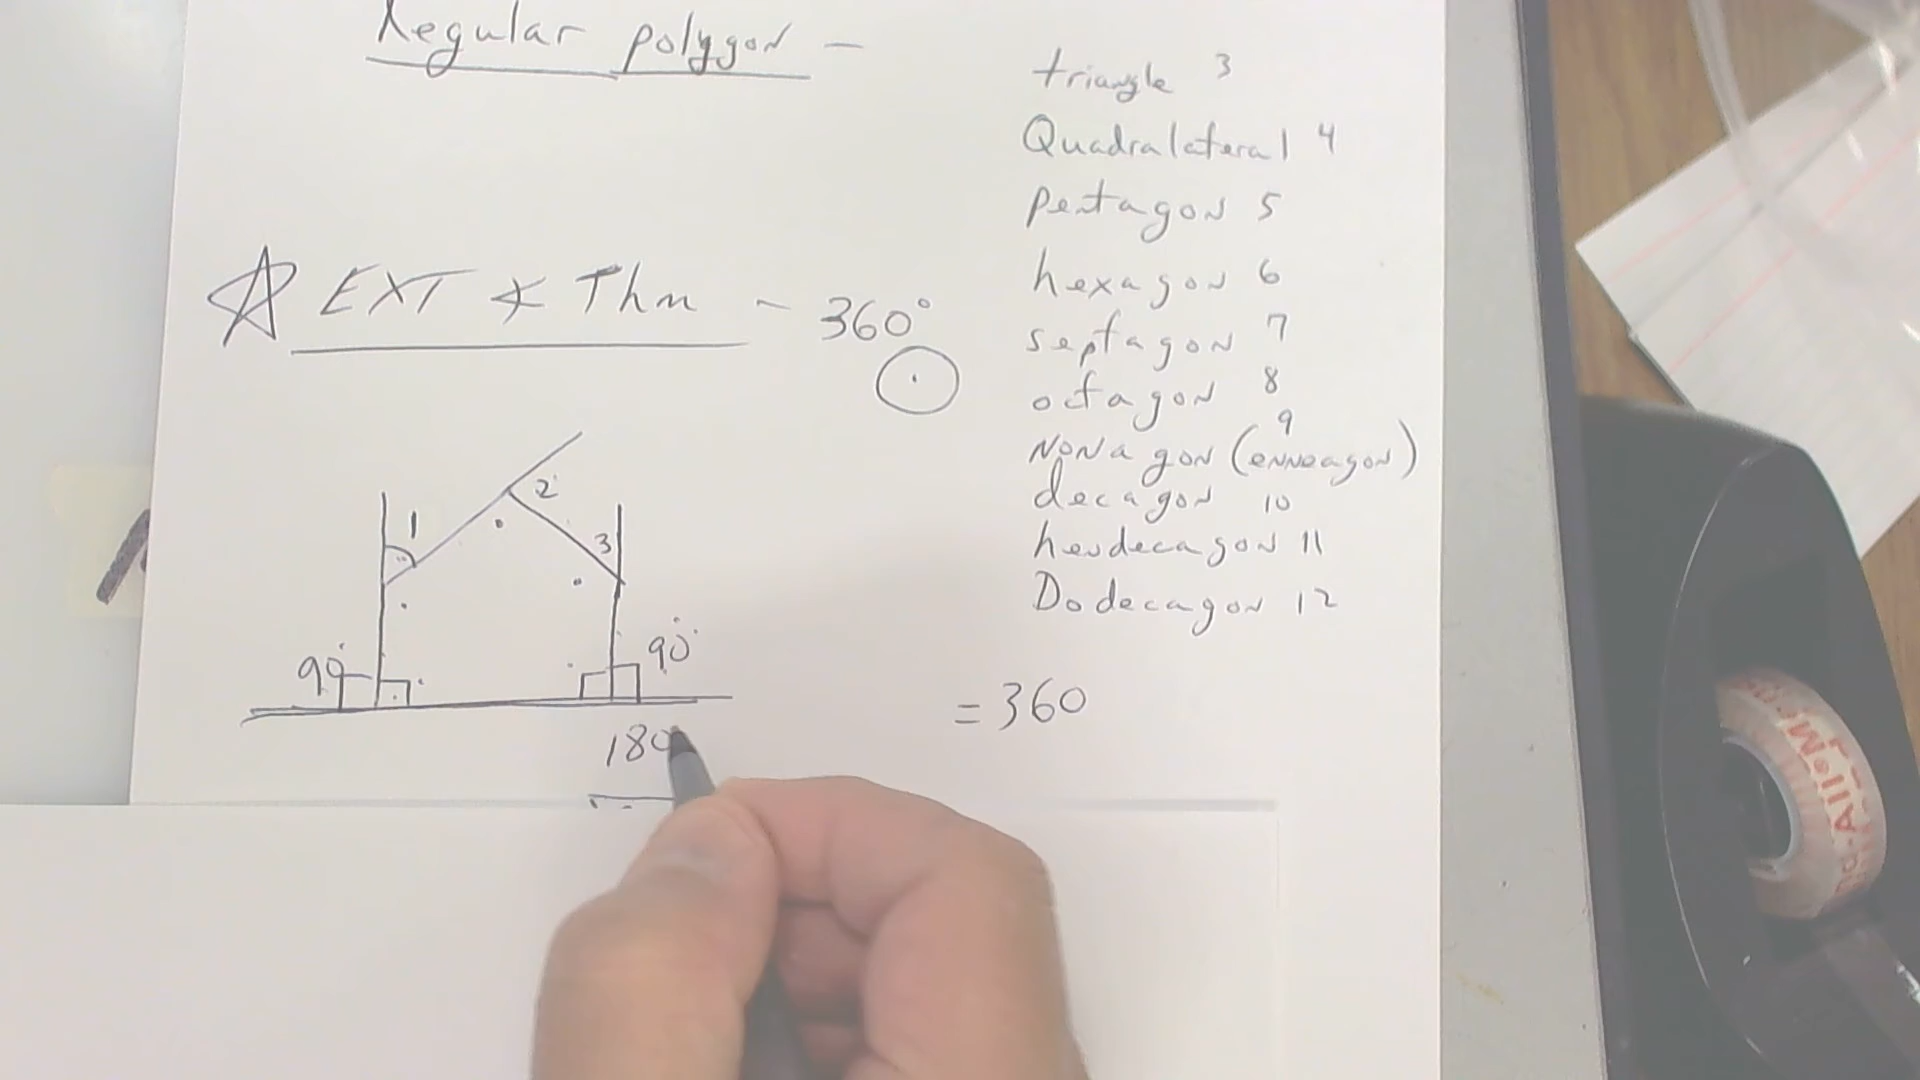 Regular polygon –
triangle 3
Quadralateral 4
pentagon 5
hexagon 6
septagon 7
octagon 8
9
Nonagon (enneagon)
decagon 10
hendecagon 11
Dodecagon 12
☆ EXT ∡ Thm – 360°
1
2
3
90°
90°
180
= 360